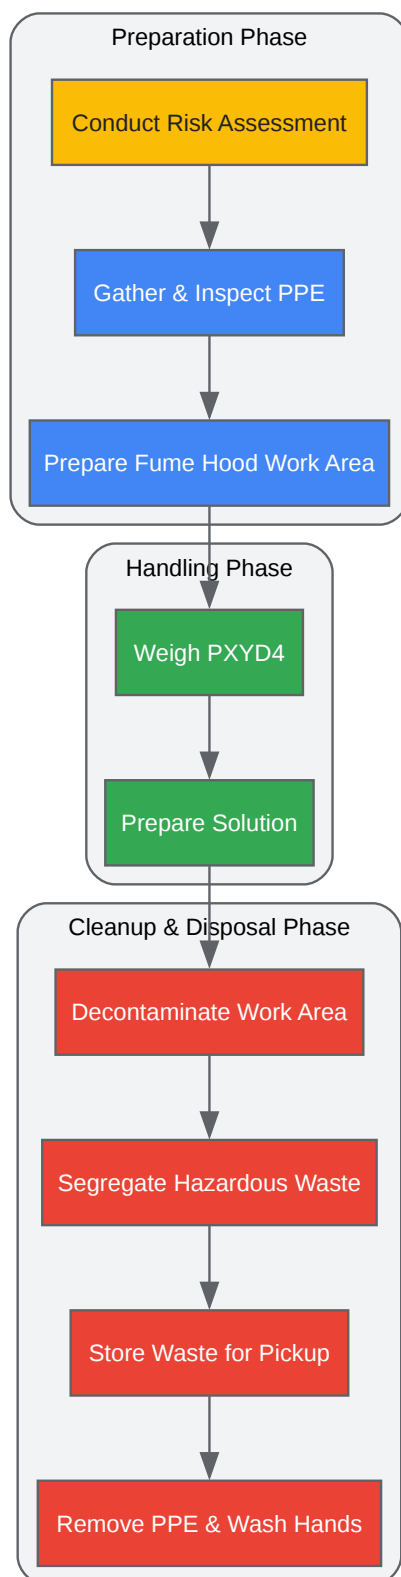 Preparation Phase
Conduct Risk Assessment
Gather & Inspect PPE
Prepare Fume Hood Work Area
Handling Phase
Weigh PXYD4
Prepare Solution
Cleanup & Disposal Phase
Decontaminate Work Area
Segregate Hazardous Waste
Store Waste for Pickup
Remove PPE & Wash Hands